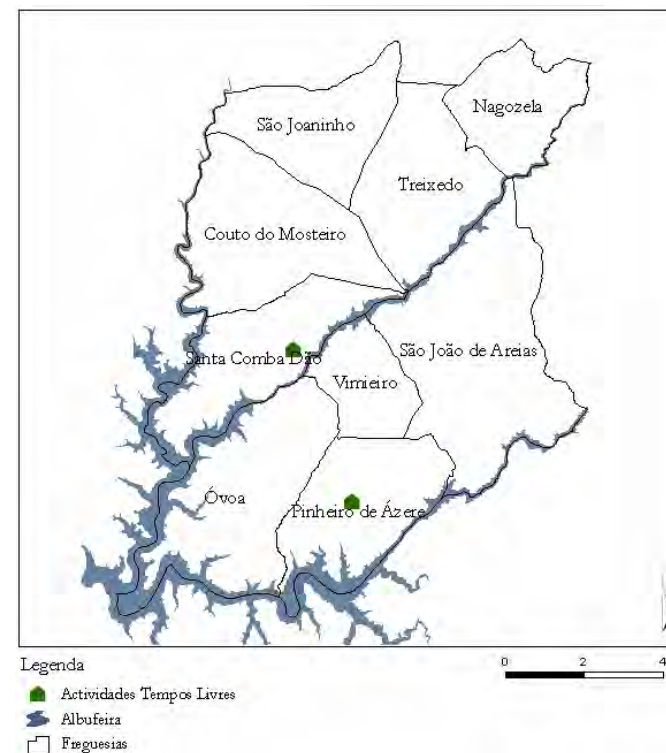 Nagozela
São Joaninho
Treixedo
Couto do Mosteiro
São João de Areias
Santa Comba Dão
Vimieiro
Óvoa
Pinheiro de Ázere
Legenda
0 2 4
Actividades Tempos Livres
Albufeira
Freguesias